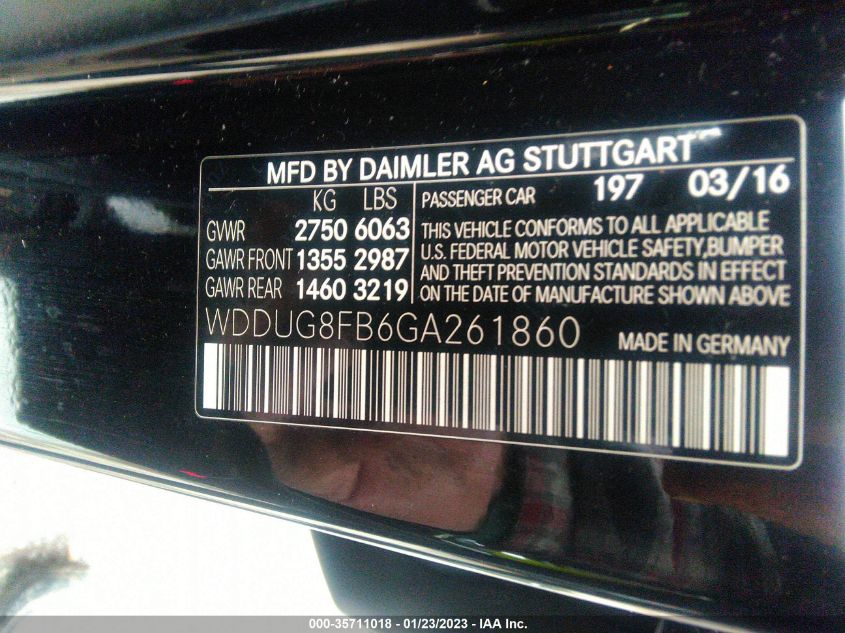 MFD BY DAIMLER AG STUTTGART
KG LBS
GVWR 2750 6063
GAWR FRONT 1355 2987
GAWR REAR 1460 3219
PASSENGER CAR 197 03/16
THIS VEHICLE CONFORMS TO ALL APPLICABLE
U.S. FEDERAL MOTOR VEHICLE SAFETY, BUMPER
AND THEFT PREVENTION STANDARDS IN EFFECT
ON THE DATE OF MANUFACTURE SHOWN ABOVE
WDDUG8FB6GA261860 MADE IN GERMANY
000-35711018 - 01/23/2023 - IAA Inc.